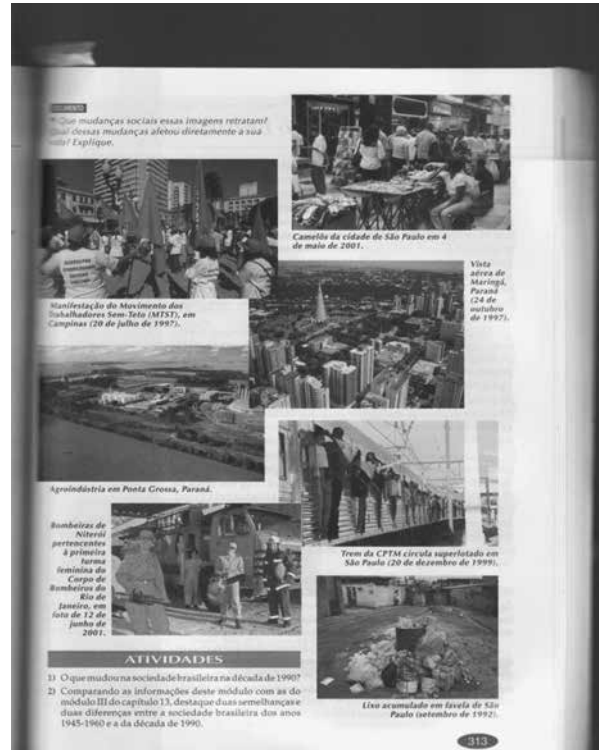 DOCUMENTO
Que mudanças sociais essas imagens retratam?
Qual dessas mudanças afetou diretamente a sua
vida? Explique.
Camelôs da cidade de São Paulo em 4
de maio de 2001.
Manifestação do Movimento dos
Trabalhadores Sem-Teto (MTST), em
Campinas (20 de julho de 1997).
Vista
aérea de
Maringá,
Paraná
(24 de
outubro
de 1997).
Agroindústria em Ponta Grossa, Paraná.
Trem da CPTM circula superlotado em
São Paulo (20 de dezembro de 1999).
Bombeiras de
Niterói
pertencentes
à primeira
turma
feminina do
Corpo de
Bombeiros do
Rio de
Janeiro, em
foto de 12 de
junho de
2001.
Lixo acumulado em favela de São
Paulo (setembro de 1992).
ATIVIDADES
1) O que mudou na sociedade brasileira na década de 1990?
2) Comparando as informações deste módulo com as do
módulo III do capítulo 13, destaque duas semelhanças e
duas diferenças entre a sociedade brasileira dos anos
1945-1960 e a da década de 1990.
313